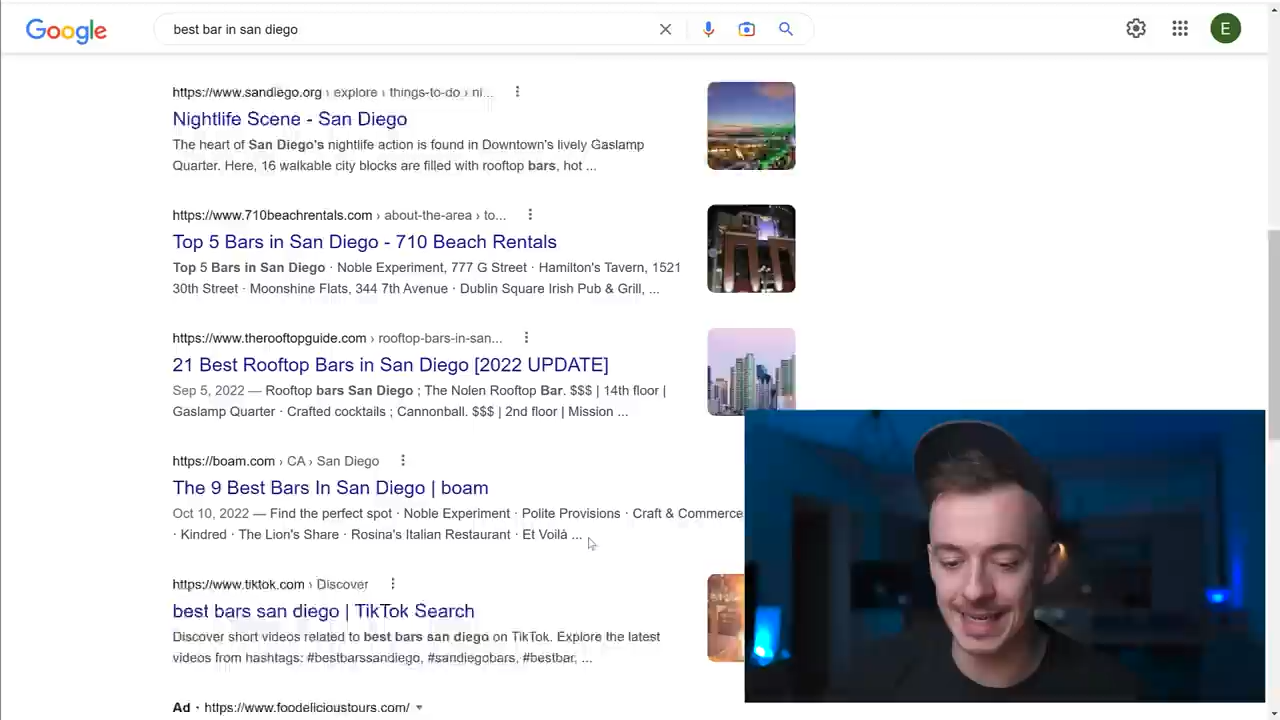 Google
best bar in san diego
E
https://www.sandiego.org › explore › things-to-do › ni...
Nightlife Scene - San Diego
The heart of San Diego's nightlife action is found in Downtown's lively Gaslamp
Quarter. Here, 16 walkable city blocks are filled with rooftop bars, hot ...
https://www.710beachrentals.com › about-the-area › to...
Top 5 Bars in San Diego - 710 Beach Rentals
Top 5 Bars in San Diego · Noble Experiment, 777 G Street · Hamilton's Tavern, 1521
30th Street · Moonshine Flats, 344 7th Avenue · Dublin Square Irish Pub & Grill, ...
https://www.therooftopguide.com › rooftop-bars-in-san...
21 Best Rooftop Bars in San Diego [2022 UPDATE]
Sep 5, 2022 — Rooftop bars San Diego ; The Nolen Rooftop Bar. $$$ | 14th floor |
Gaslamp Quarter · Crafted cocktails ; Cannonball. $$$ | 2nd floor | Mission ...
https://boam.com › CA › San Diego
The 9 Best Bars In San Diego | boam
Oct 10, 2022 — Find the perfect spot · Noble Experiment · Polite Provisions · Craft & Commerce
· Kindred · The Lion's Share · Rosina's Italian Restaurant · Et Voilá ...
https://www.tiktok.com › Discover
best bars san diego | TikTok Search
Discover short videos related to best bars san diego on TikTok. Explore the latest
videos from hashtags: #bestbarssandiego, #sandiegobars, #bestbar, ...
Ad · https://www.foodelicioustours.com/